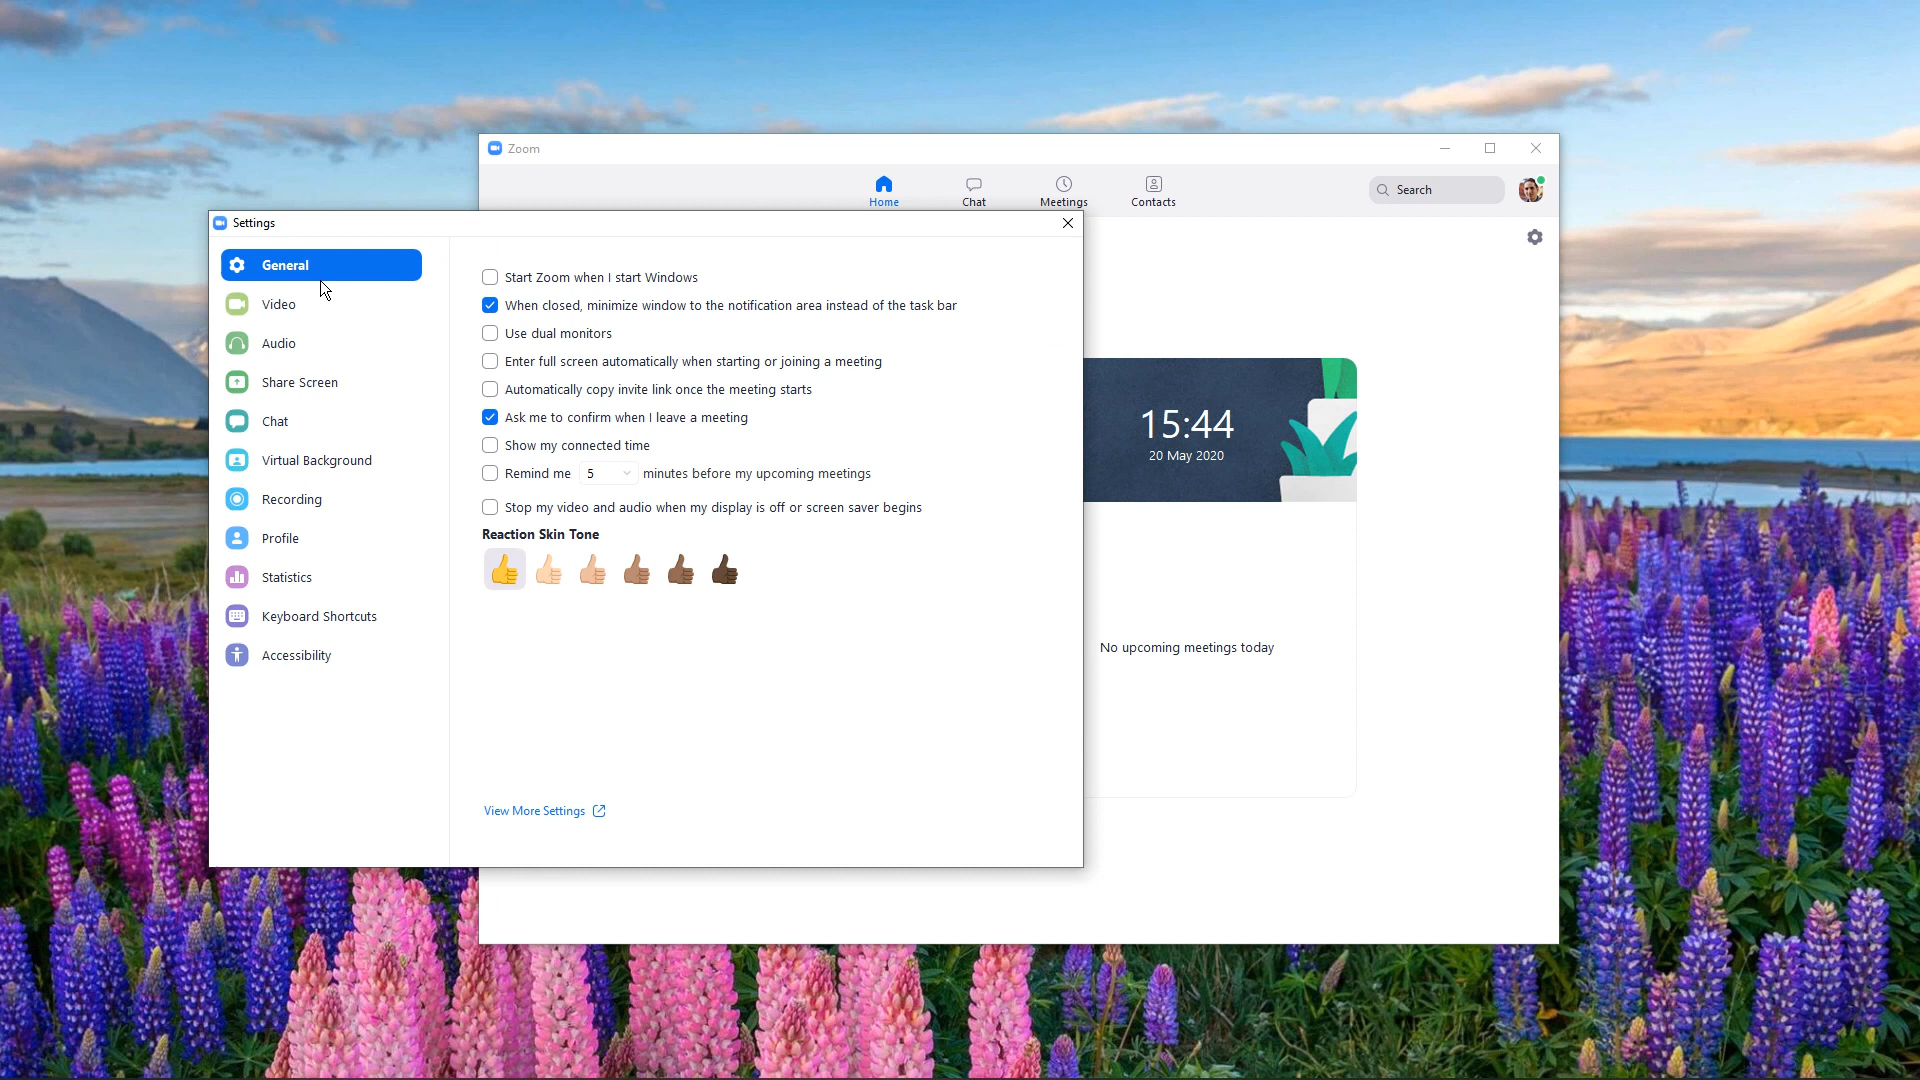 Zoom
Home
Chat
Meetings
Contacts
Search
Settings
General
Video
Audio
Share Screen
Chat
Virtual Background
Recording
Profile
Statistics
Keyboard Shortcuts
Accessibility
Start Zoom when I start Windows
When closed, minimize window to the notification area instead of the task bar
Use dual monitors
Enter full screen automatically when starting or joining a meeting
Automatically copy invite link once the meeting starts
Ask me to confirm when I leave a meeting
Show my connected time
Remind me 5 minutes before my upcoming meetings
Stop my video and audio when my display is off or screen saver begins
Reaction Skin Tone
View More Settings
15:44
20 May 2020
No upcoming meetings today